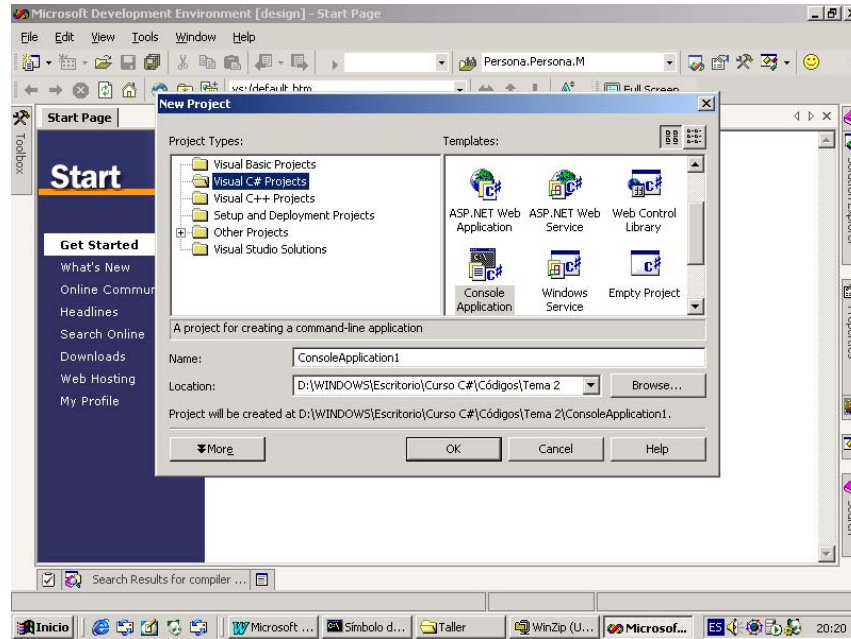 Microsoft Development Environment [design] - Start Page
File Edit View Tools Window Help
Persona.Persona.M
vs:/default.htm Full Screen
Toolbox
Start Page
New Project
Project Types: Templates:
Visual Basic Projects
Visual C# Projects
Visual C++ Projects
Setup and Deployment Projects
Other Projects
Visual Studio Solutions
ASP.NET Web Application
ASP.NET Web Service
Web Control Library
Console Application
Windows Service
Empty Project
A project for creating a command-line application
Name: ConsoleApplication1
Location: D:\WINDOWS\Escritorio\Curso C#\Códigos\Tema 2 Browse...
Project will be created at D:\WINDOWS\Escritorio\Curso C#\Códigos\Tema 2\ConsoleApplication1.
More OK Cancel Help
Start
Get Started
What's New
Online Commun
Headlines
Search Online
Downloads
Web Hosting
My Profile
Solution Explorer
Properties
Search
Search Results for compiler ...
Inicio Microsoft ... Símbolo d... Taller WinZip (U... Microsof... ES 20:20